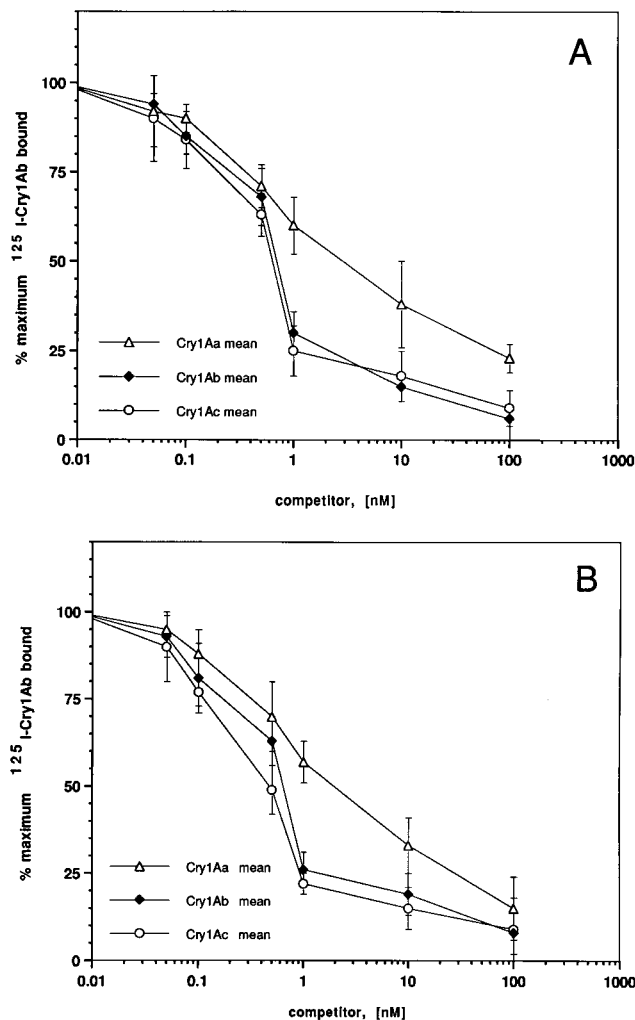 A
100
75
50
25
0
% maximum 125 I-Cry1Ab bound
Cry1Aa mean
Cry1Ab mean
Cry1Ac mean
0.01 0.1 1 10 100 1000
competitor, [nM]
B
100
75
50
25
0
% maximum 125 I-Cry1Ab bound
Cry1Aa mean
Cry1Ab mean
Cry1Ac mean
0.01 0.1 1 10 100 1000
competitor, [nM]